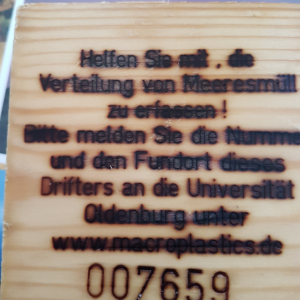 Helfen Sie mit, die
Verteilung von Meeresmüll
zu erfassen!
Bitte melden Sie die Nummer
und den Fundort dieses
Drifters an die Universität
Oldenburg unter
www.macroplastics.de
007659